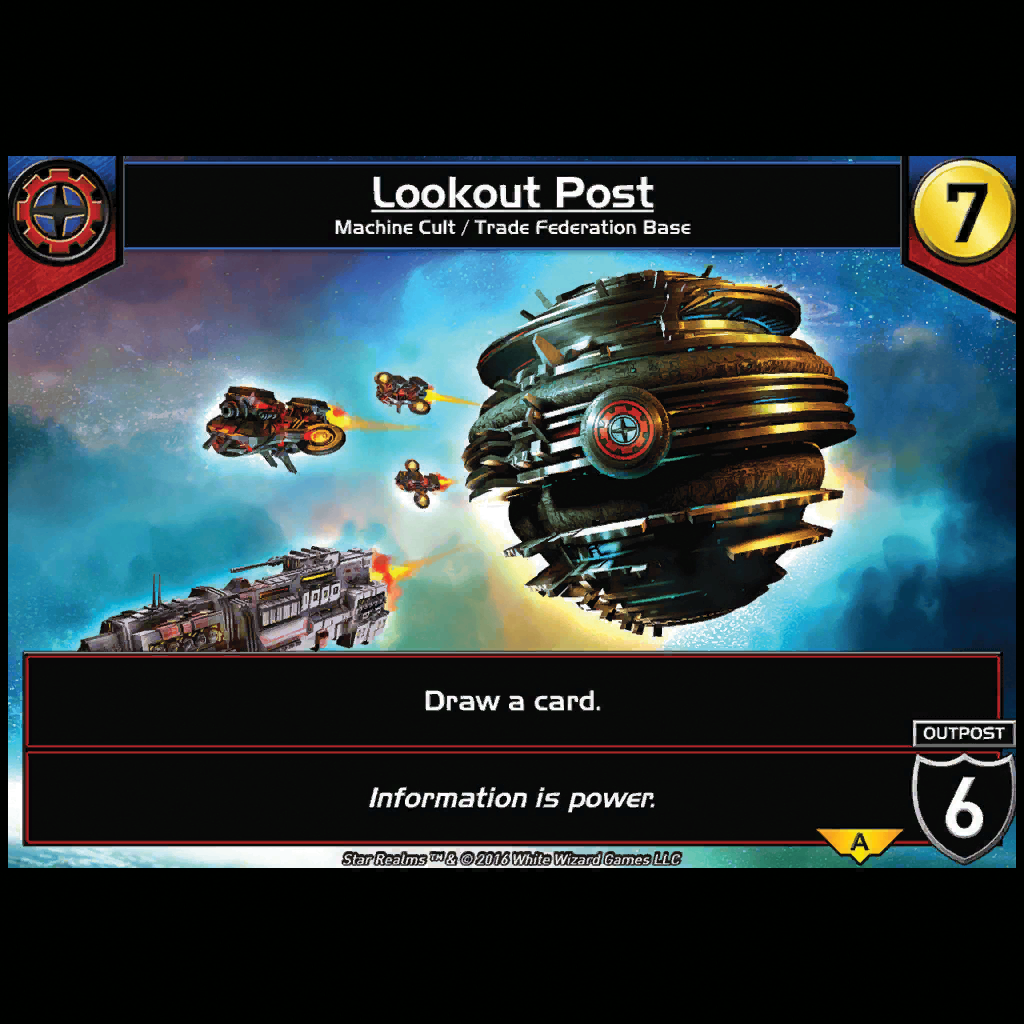 Lookout Post
7
Machine Cult / Trade Federation Base
Draw a card.
OUTPOST
Information is power.
6
A
Star Realms ™ & © 2016 White Wizard Games LLC